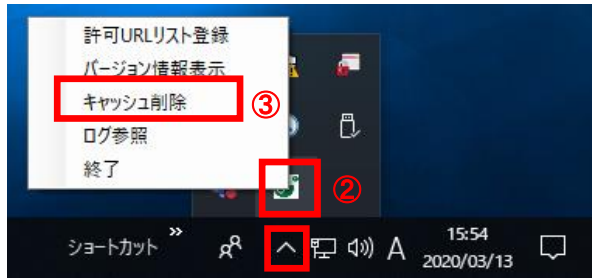 許可URLリスト登録
バージョン情報表示
キャッシュ削除
③
ログ参照
終了
②
ショートカット
»
A
15:54
2020/03/13